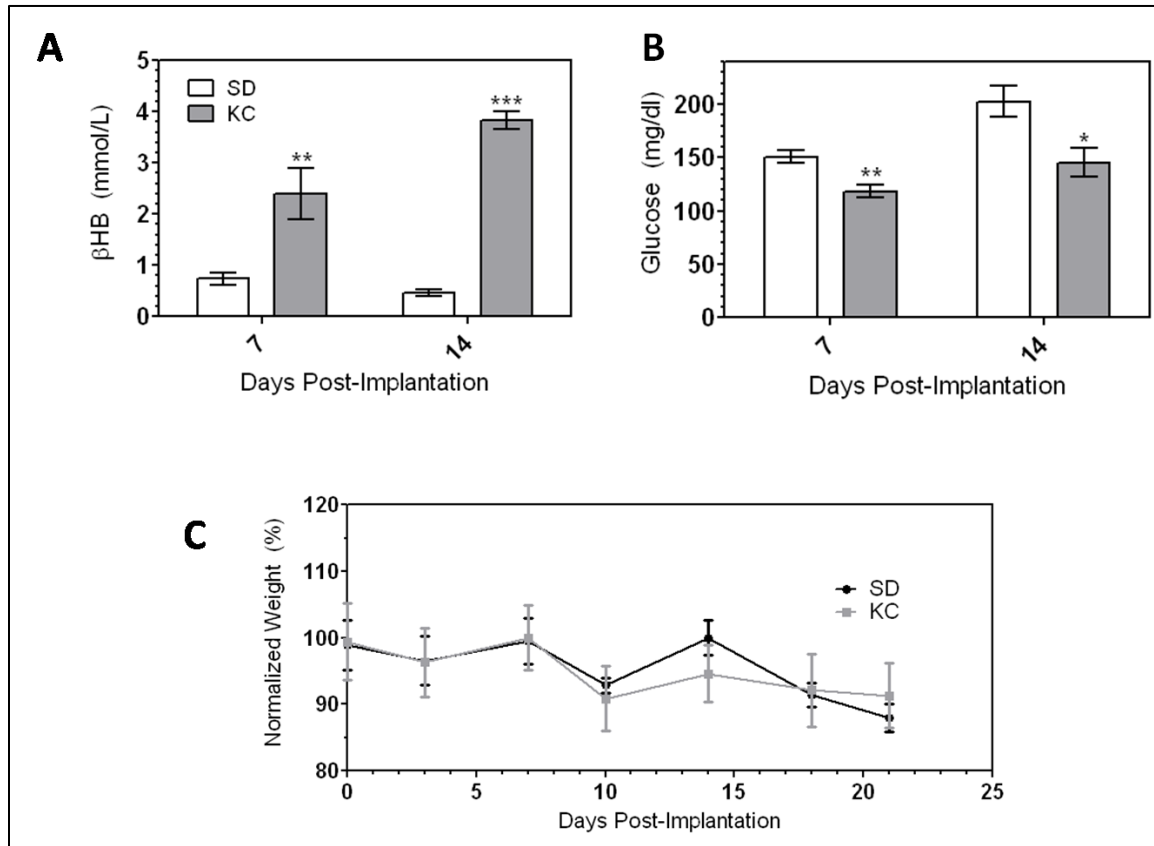 A
βHB (mmol/L)
5
4
3
2
1
0
SD
KC
**
***
7
14
Days Post-Implantation
B
Glucose (mg/dl)
200
150
100
50
0
**
*
7
14
Days Post-Implantation
C
Normalized Weight (%)
120
110
100
90
80
SD
KC
0 5 10 15 20 25
Days Post-Implantation